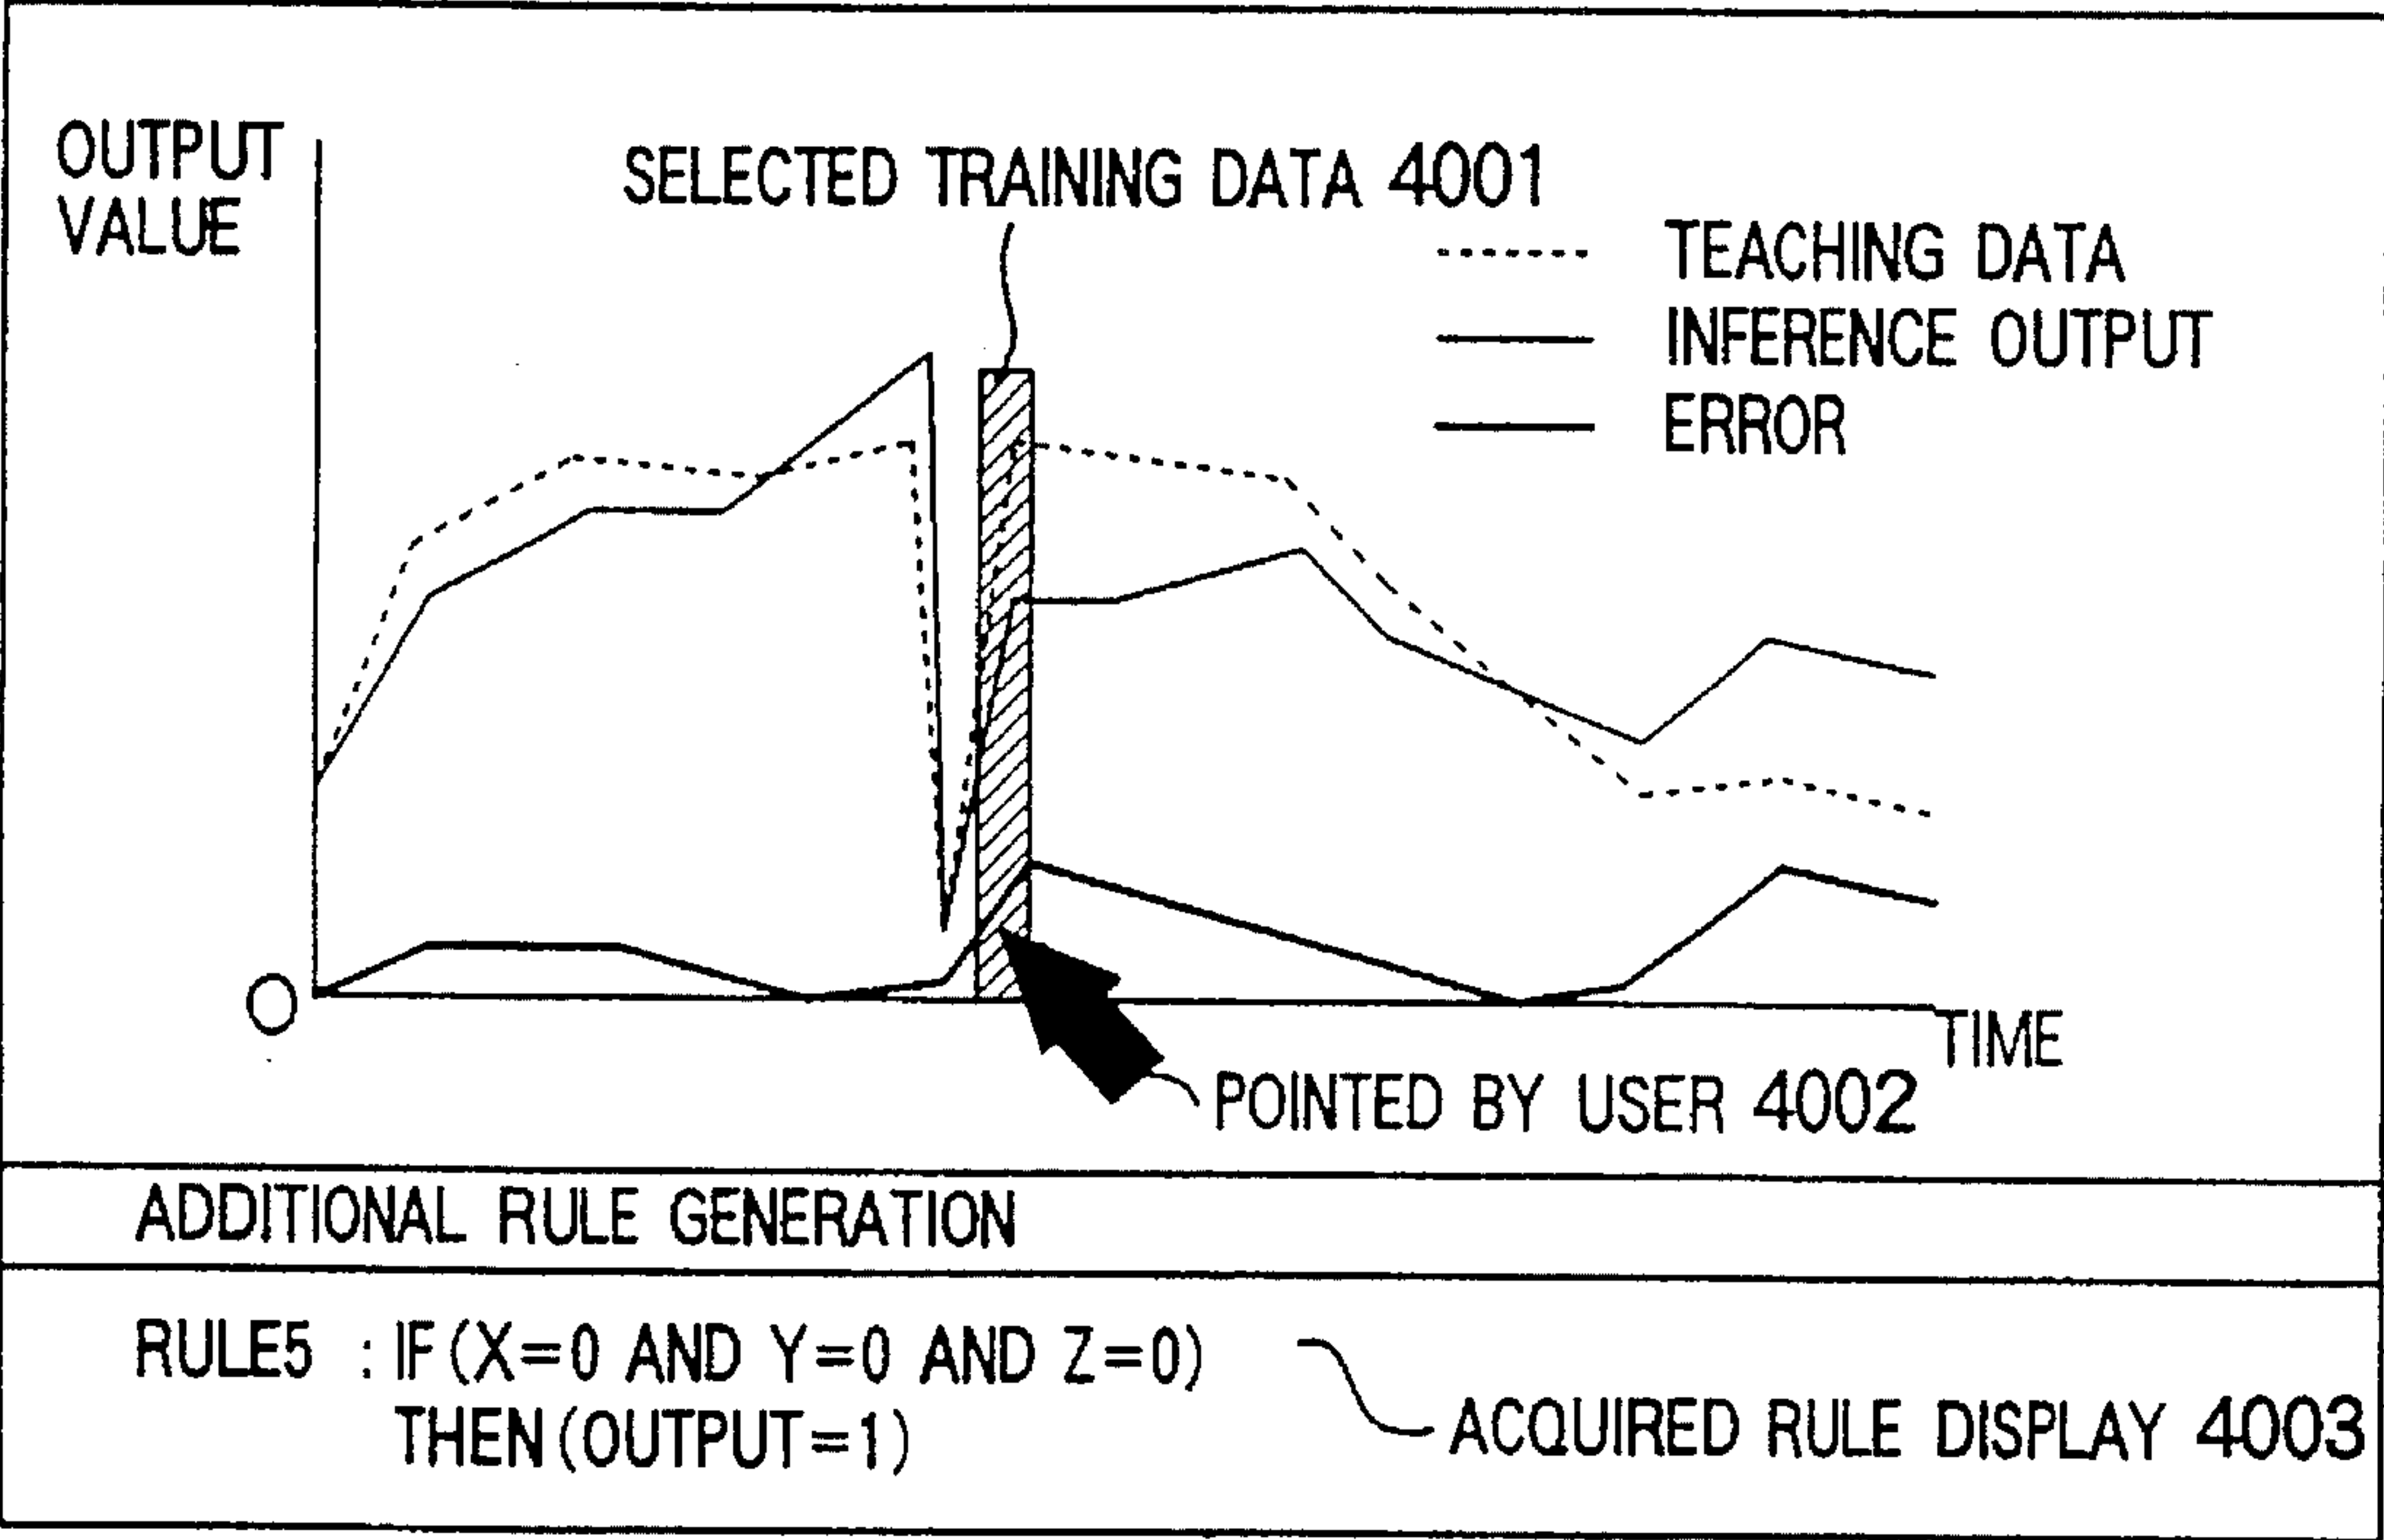 OUTPUT
VALUE
SELECTED TRAINING DATA 4001
TEACHING DATA
INFERENCE OUTPUT
ERROR
O
TIME
POINTED BY USER 4002
ADDITIONAL RULE GENERATION
RULE5 : IF (X=0 AND Y=0 AND Z=0)
THEN (OUTPUT=1)
ACQUIRED RULE DISPLAY 4003